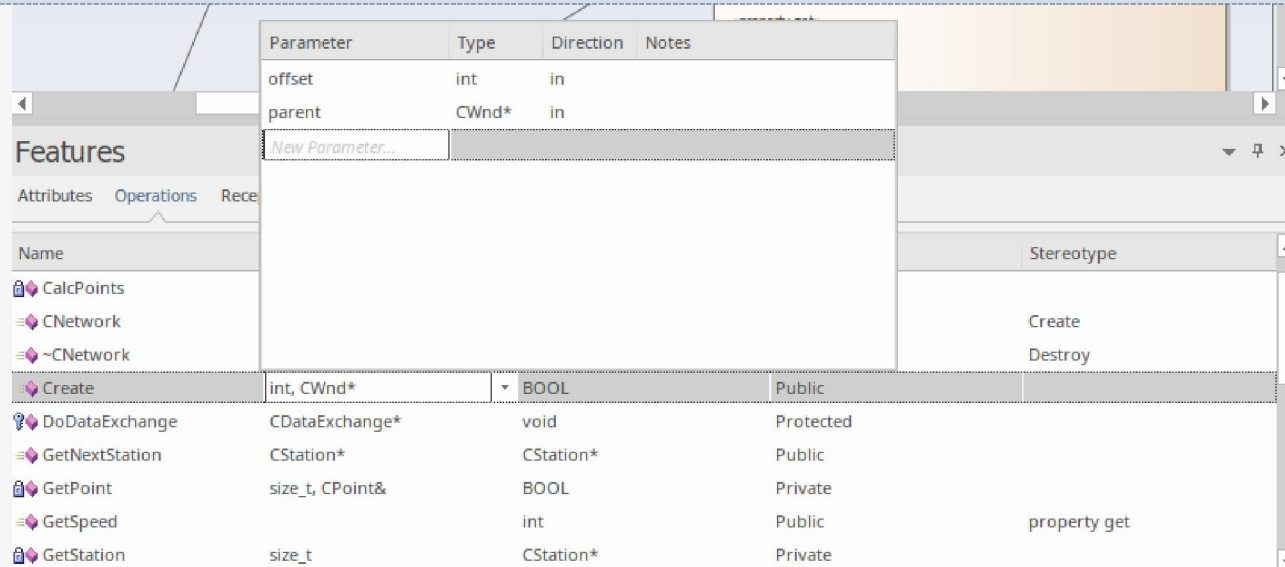 Parameter Type Direction Notes
offset int in
parent CWnd* in
New Parameter...
Features
Attributes Operations
Name Stereotype
CalcPoints
CNetwork Create
~CNetwork Destroy
Create int, CWnd* BOOL Public
DoDataExchange CDataExchange* void Protected
GetNextStation CStation* CStation* Public
GetPoint size_t, CPoint& BOOL Private
GetSpeed int Public property get
GetStation size_t CStation* Private